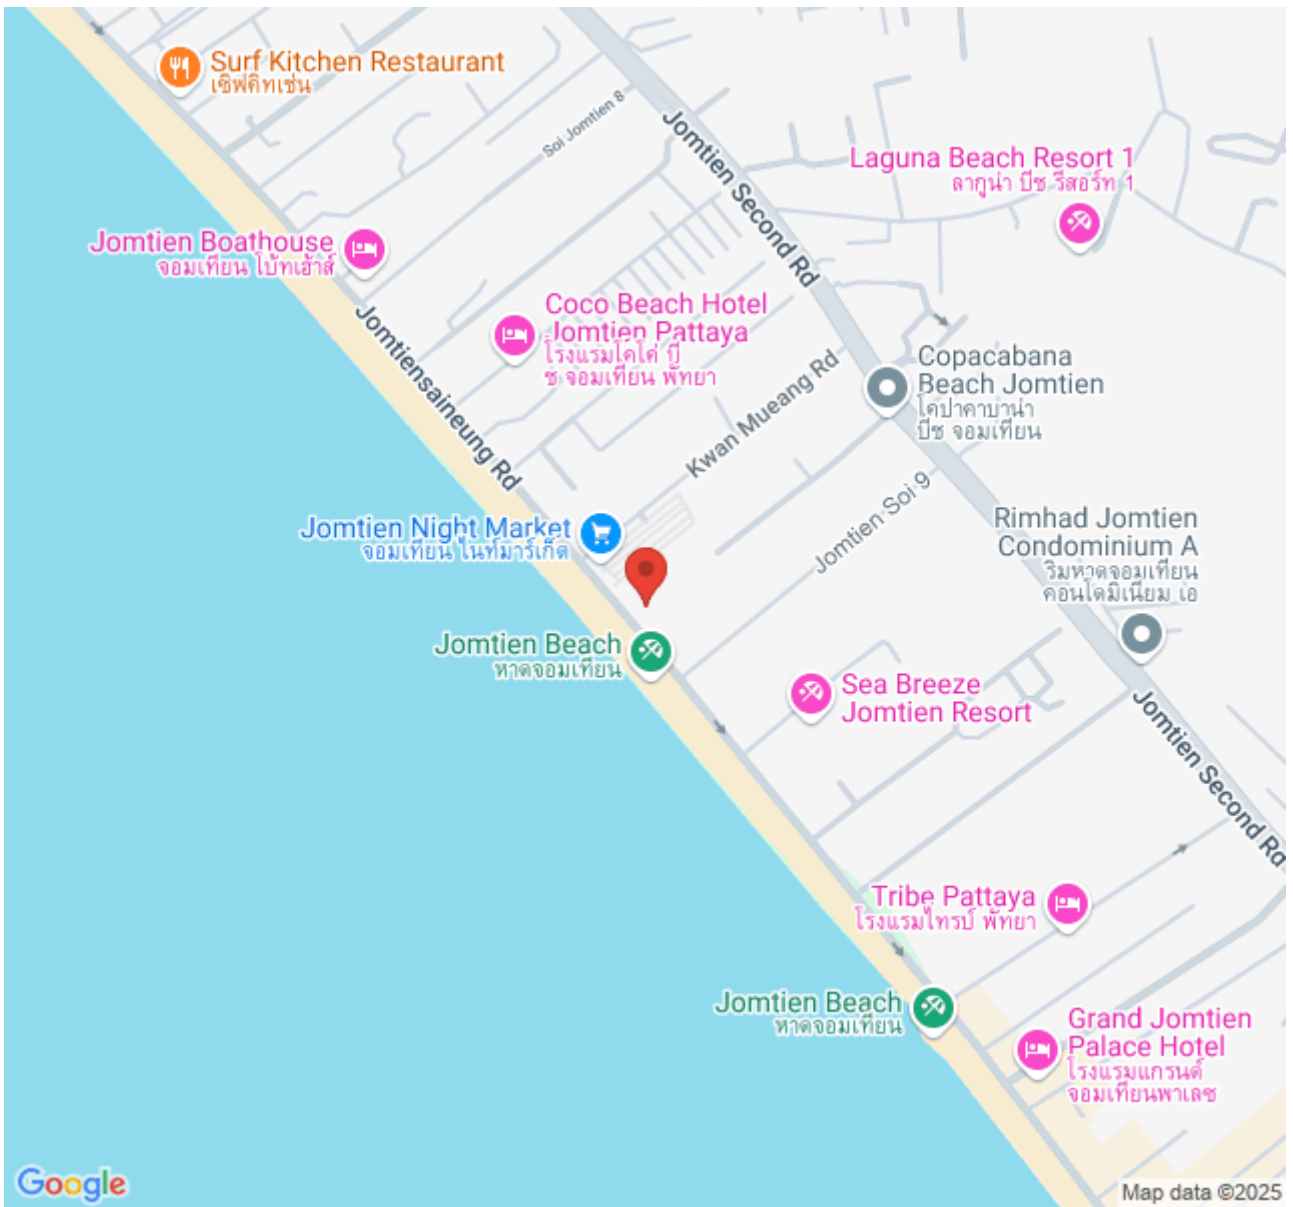 Surf Kitchen Restaurant
เซิฟคิทเช่น
Soi Jomtien 8
Jomtien Second Rd
Laguna Beach Resort 1
ลากูน่า บีช รีสอร์ท 1
Jomtien Boathouse
จอมเทียน โบ้ทเฮ้าส์
Jomtiensaineung Rd
Coco Beach Hotel
Jomtien Pattaya
โรงแรมโคโค่ บี
ช จอมเทียน พัทยา
Copacabana
Beach Jomtien
โคปาคาบาน่า
บีช จอมเทียน
Kwan Mueang Rd
Jomtien Soi 9
Jomtien Night Market
จอมเทียน ไนท์มาร์เก็ต
Rimhad Jomtien
Condominium A
ริมหาดจอมเทียน
คอนโดมิเนียม เอ
Jomtien Beach
หาดจอมเทียน
Sea Breeze
Jomtien Resort
Jomtien Second Rd
Tribe Pattaya
โรงแรมไทรบ์ พัทยา
Jomtien Beach
หาดจอมเทียน
Grand Jomtien
Palace Hotel
โรงแรมแกรนด์
จอมเทียนพาเลซ
Google
Map data ©2025